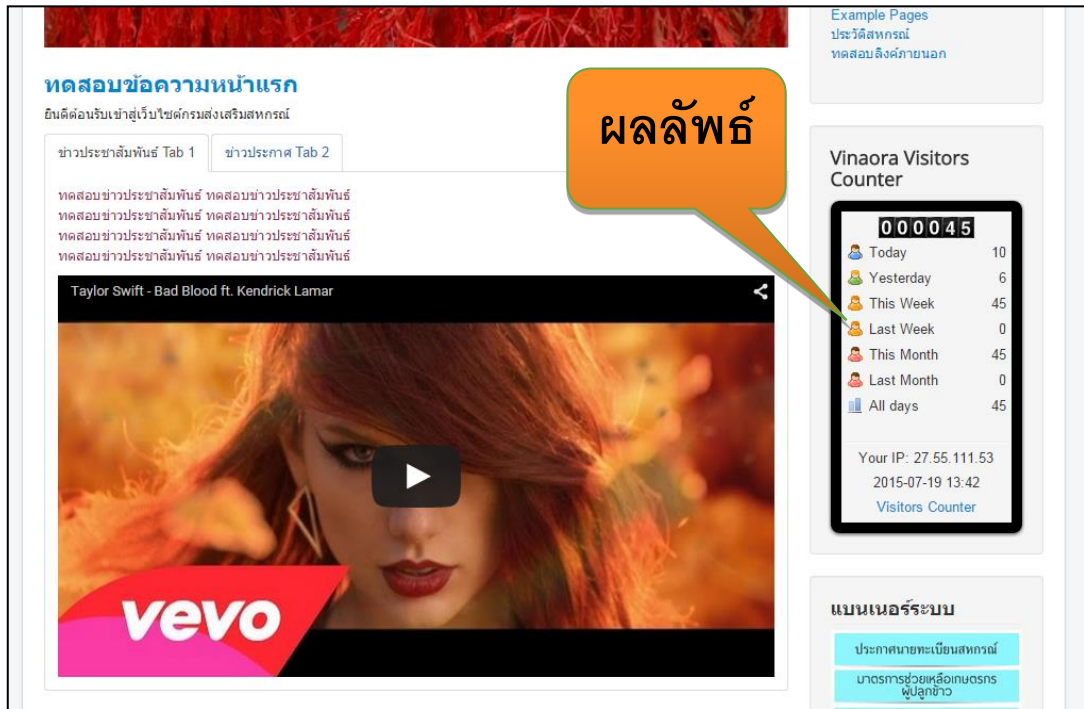 Example Pages
ประวัติสหกรณ์
ทดสอบลิงค์ภายนอก
ทดสอบข้อความหน้าแรก
ยินดีต้อนรับเข้าสู่เว็บไซต์กรมส่งเสริมสหกรณ์
ข่าวประชาสัมพันธ์ Tab 1
ข่าวประกาศ Tab 2
ทดสอบข่าวประชาสัมพันธ์ ทดสอบข่าวประชาสัมพันธ์
ทดสอบข่าวประชาสัมพันธ์ ทดสอบข่าวประชาสัมพันธ์
ทดสอบข่าวประชาสัมพันธ์ ทดสอบข่าวประชาสัมพันธ์
ทดสอบข่าวประชาสัมพันธ์ ทดสอบข่าวประชาสัมพันธ์
Taylor Swift - Bad Blood ft. Kendrick Lamar
vevo
ผลลัพธ์
Vinaora Visitors
Counter
000045
Today 10
Yesterday 6
This Week 45
Last Week 0
This Month 45
Last Month 0
All days 45
Your IP: 27.55.111.53
2015-07-19 13:42
Visitors Counter
แบนเนอร์ระบบ
ประกาศนายทะเบียนสหกรณ์
มาตรการช่วยเหลือเกษตรกร
ผู้ปลูกข้าว